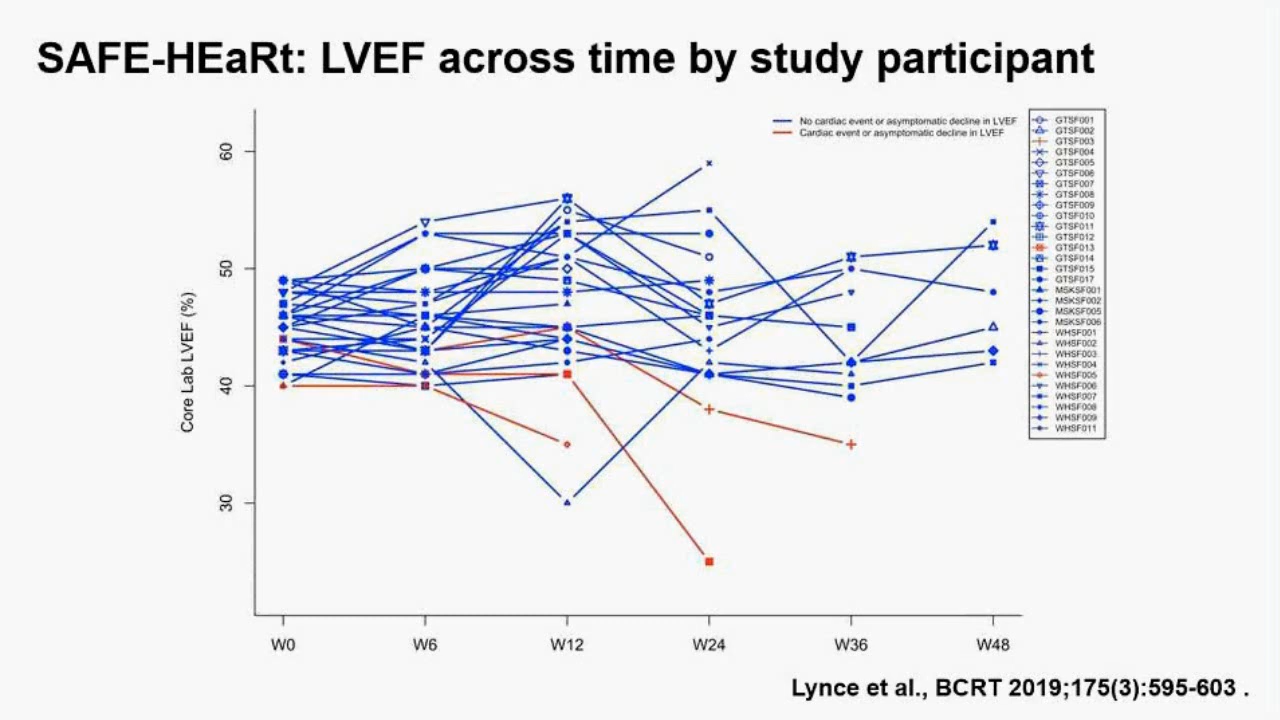 SAFE-HEaRt: LVEF across time by study participant
No cardiac event or asymptomatic decline in LVEF
Cardiac event or asymptomatic decline in LVEF
GTSF001
GTSF002
GTSF003
GTSF004
GTSF005
GTSF006
GTSF007
GTSF008
GTSF009
GTSF010
GTSF011
GTSF012
GTSF013
GTSF014
GTSF015
GTSF017
MSKSF001
MSKSF002
MSKSF005
MSKSF006
WHSF001
WHSF002
WHSF003
WHSF004
WHSF005
WHSF006
WHSF007
WHSF008
WHSF009
WHSF011
Core Lab LVEF (%)
60
50
40
30
W0 W6 W12 W24 W36 W48
Lynce et al., BCRT 2019;175(3):595-603 .